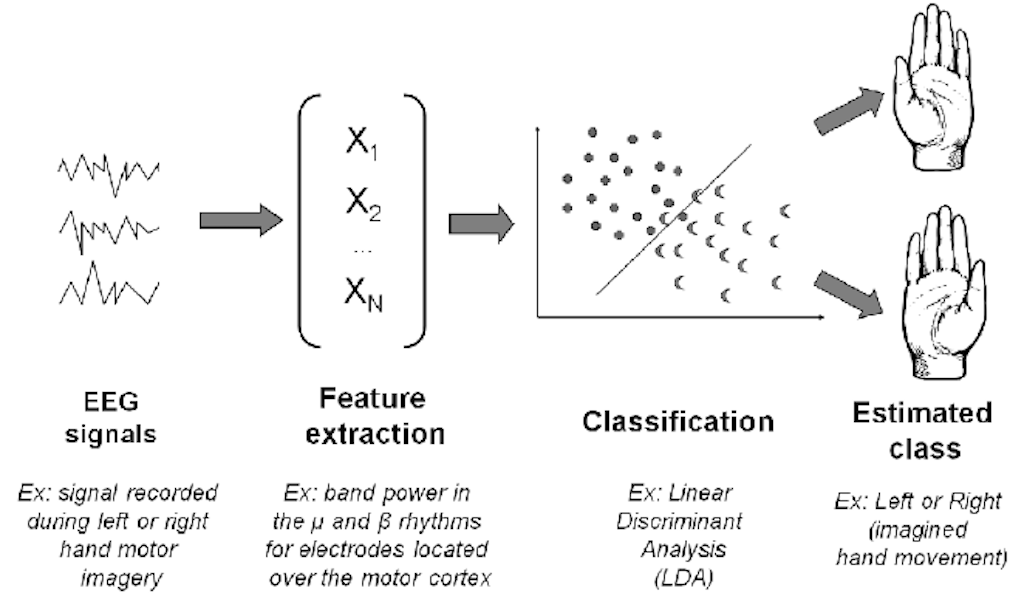 X1
X2
...
XN
EEG
signals
Feature
extraction
Classification
Estimated
class
Ex: signal recorded
during left or right
hand motor
imagery
Ex: band power in
the μ and β rhythms
for electrodes located
over the motor cortex
Ex: Linear
Discriminant
Analysis
(LDA)
Ex: Left or Right
(imagined
hand movement)